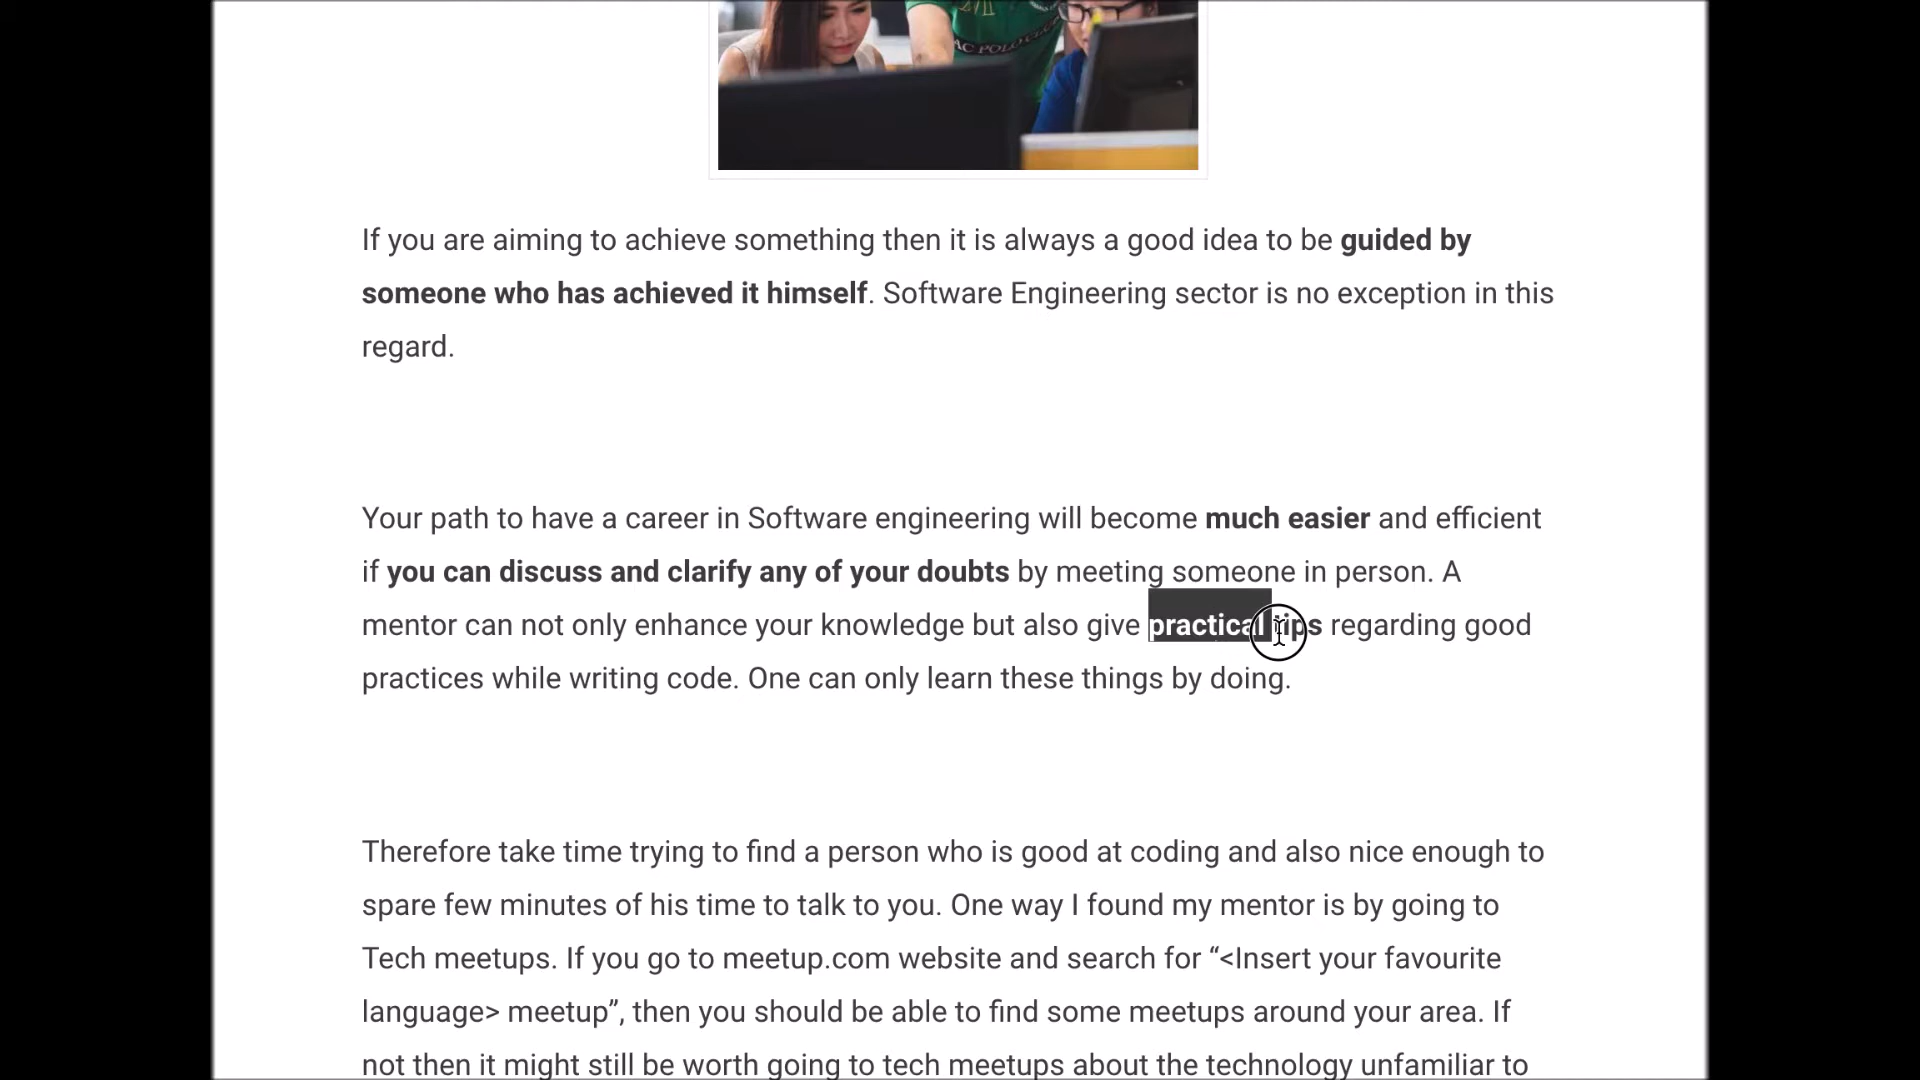 AC POLO CLU
If you are aiming to achieve something then it is always a good idea to be guided by
someone who has achieved it himself. Software Engineering sector is no exception in this
regard.
Your path to have a career in Software engineering will become much easier and efficient
if you can discuss and clarify any of your doubts by meeting someone in person. A
mentor can not only enhance your knowledge but also give practical tips regarding good
practices while writing code. One can only learn these things by doing.
Therefore take time trying to find a person who is good at coding and also nice enough to
spare few minutes of his time to talk to you. One way I found my mentor is by going to
Tech meetups. If you go to meetup.com website and search for “<Insert your favourite
language> meetup”, then you should be able to find some meetups around your area. If
not then it might still be worth going to tech meetups about the technology unfamiliar to